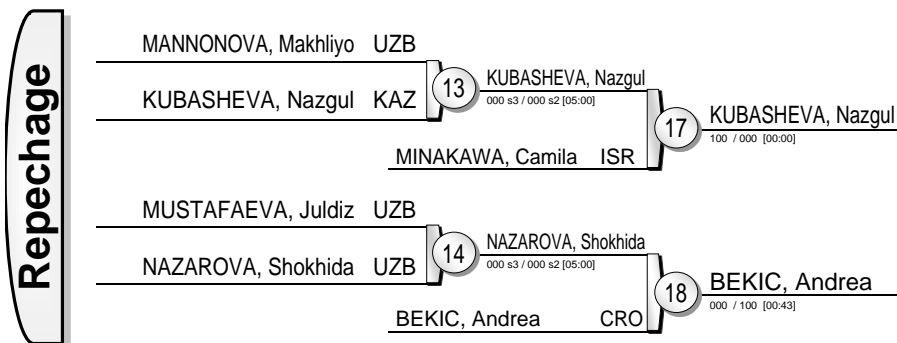 Repechage
MANNONOVA, Makhliyo UZB
KUBASHEVA, Nazgul KAZ
13
KUBASHEVA, Nazgul
000 s3 / 000 s2 [05:00]
MINAKAWA, Camila ISR
17
KUBASHEVA, Nazgul
100 / 000 [00:00]
MUSTAFAEVA, Juldiz UZB
NAZAROVA, Shokhida UZB
14
NAZAROVA, Shokhida
000 s3 / 000 s2 [05:00]
BEKIC, Andrea CRO
18
BEKIC, Andrea
000 / 100 [00:43]